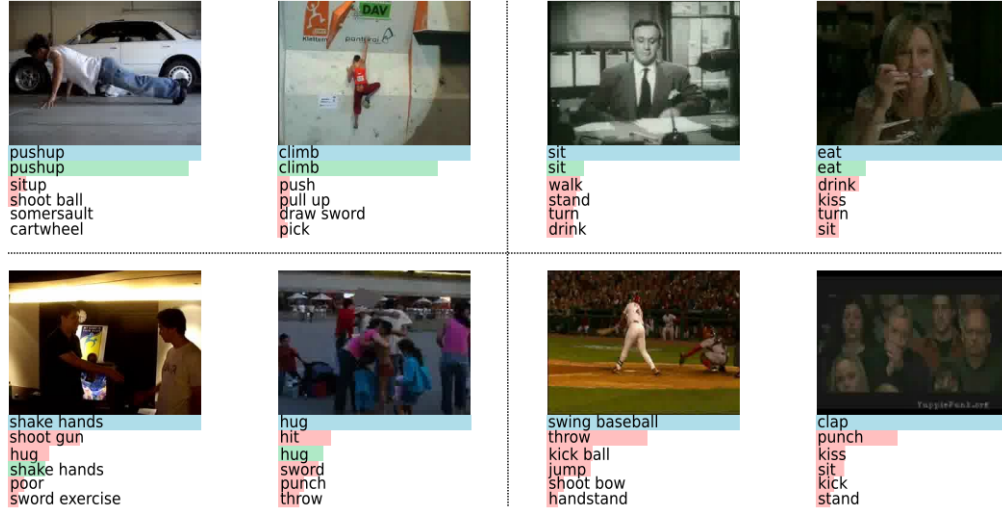 DAV
pushup
pushup
situp
shoot ball
somersault
cartwheel
climb
climb
push
pull up
draw sword
pick
sit
sit
walk
stand
turn
drink
eat
eat
drink
kiss
turn
sit
shake hands
shoot gun
hug
shake hands
poor
sword exercise
hug
hit
hug
sword
punch
throw
swing baseball
throw
kick ball
jump
shoot bow
handstand
clap
punch
kiss
sit
kick
stand